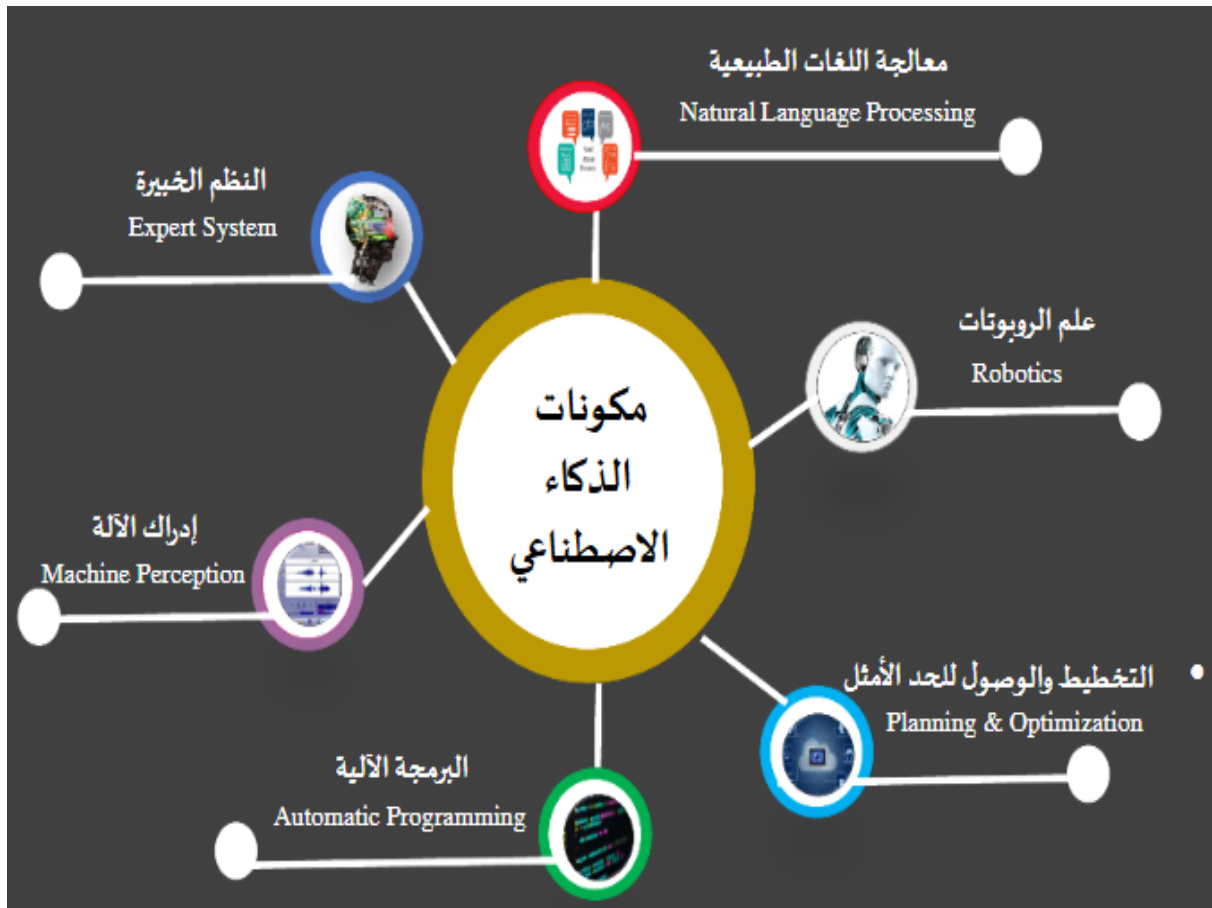 معالجة اللغات الطبيعية
Natural Language Processing
النظم الخبيرة
Expert System
علم الروبوتات
Robotics
مكونات
الذكاء
الاصطناعي
إدراك الآلة
Machine Perception
• التخطيط والوصول للحد الأمثل
Planning & Optimization
البرمجة الآلية
Automatic Programming